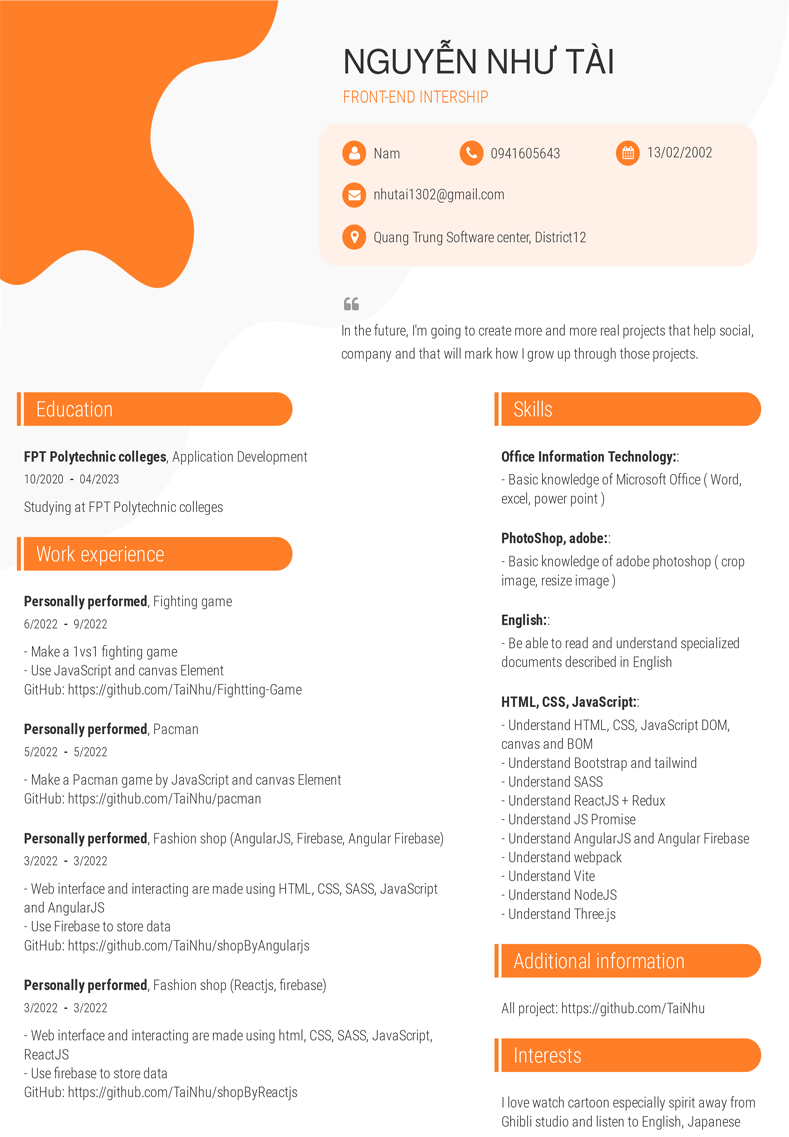 NGUYỄN NHƯ TÀI
FRONT-END INTERSHIP
Nam
0941605643
13/02/2002
nhutai1302@gmail.com
Quang Trung Software center, District12
In the future, I'm going to create more and more real projects that help social,
company and that will mark how I grow up through those projects.
Education
FPT Polytechnic colleges, Application Development
10/2020 - 04/2023
Studying at FPT Polytechnic colleges
Work experience
Personally performed, Fighting game
6/2022 - 9/2022
- Make a 1vs1 fighting game
- Use JavaScript and canvas Element
GitHub: https://github.com/TaiNhu/Fightting-Game
Personally performed, Pacman
5/2022 - 5/2022
- Make a Pacman game by JavaScript and canvas Element
GitHub: https://github.com/TaiNhu/pacman
Personally performed, Fashion shop (AngularJS, Firebase, Angular Firebase)
3/2022 - 3/2022
- Web interface and interacting are made using HTML, CSS, SASS, JavaScript
and AngularJS
- Use Firebase to store data
GitHub: https://github.com/TaiNhu/shopByAngularjs
Personally performed, Fashion shop (Reactjs, firebase)
3/2022 - 3/2022
- Web interface and interacting are made using html, CSS, SASS, JavaScript,
ReactJS
- Use firebase to store data
GitHub: https://github.com/TaiNhu/shopByReactjs
Skills
Office Information Technology::
- Basic knowledge of Microsoft Office ( Word,
excel, power point )
PhotoShop, adobe::
- Basic knowledge of adobe photoshop ( crop
image, resize image )
English::
- Be able to read and understand specialized
documents described in English
HTML, CSS, JavaScript::
- Understand HTML, CSS, JavaScript DOM,
canvas and BOM
- Understand Bootstrap and tailwind
- Understand SASS
- Understand ReactJS + Redux
- Understand JS Promise
- Understand AngularJS and Angular Firebase
- Understand webpack
- Understand Vite
- Understand NodeJS
- Understand Three.js
Additional information
All project: https://github.com/TaiNhu
Interests
I love watch cartoon especially spirit away from
Ghibli studio and listen to English, Japanese